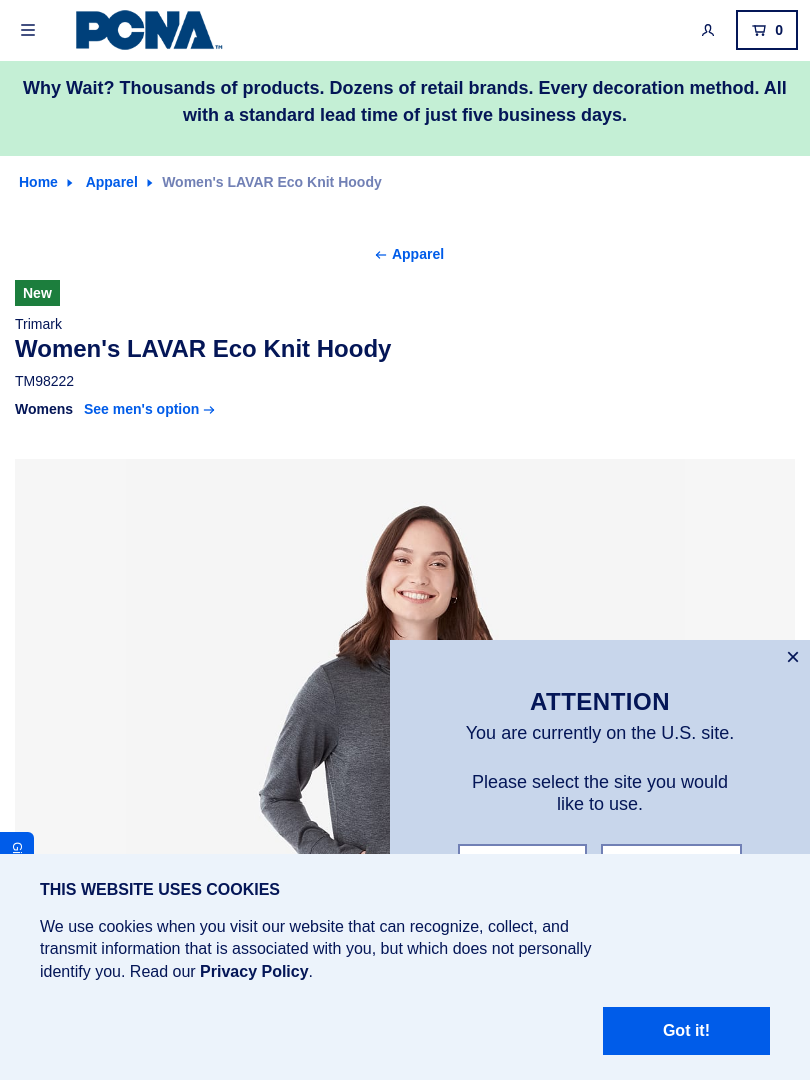 PCNA™
0
Why Wait? Thousands of products. Dozens of retail brands. Every decoration method. All
with a standard lead time of just five business days.
Home Apparel Women's LAVAR Eco Knit Hoody
Apparel
New
Trimark
Women's LAVAR Eco Knit Hoody
TM98222
Womens See men's option
ATTENTION
You are currently on the U.S. site.
Please select the site you would
like to use.
THIS WEBSITE USES COOKIES
We use cookies when you visit our website that can recognize, collect, and
transmit information that is associated with you, but which does not personally
identify you. Read our Privacy Policy.
Got it!